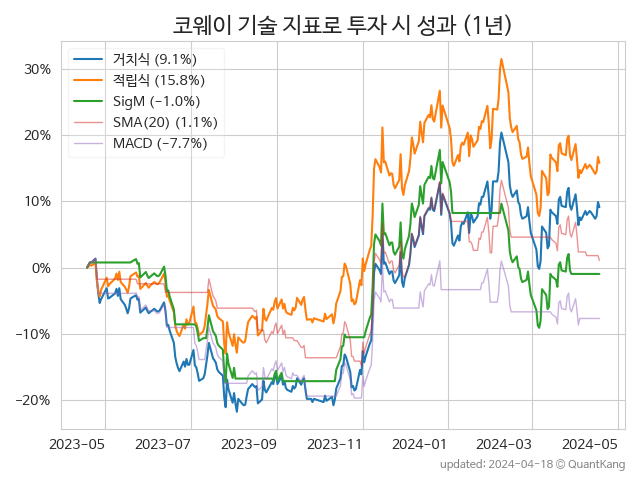 코웨이 기술 지표로 투자 시 성과 (1년)
거치식 (9.1%)
적립식 (15.8%)
SigM (−1.0%)
SMA(20) (1.1%)
MACD (−7.7%)
30%
20%
10%
0%
−10%
−20%
2023-05
2023-07
2023-09
2023-11
2024-01
2024-03
2024-05
updated: 2024-04-18 © QuantKang